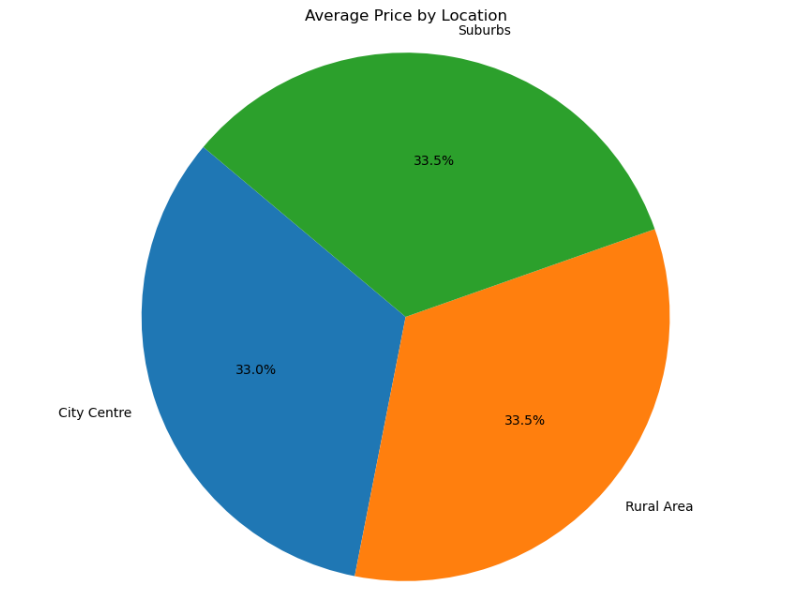 Average Price by Location
Suburbs
33.5%
33.0%
City Centre
33.5%
Rural Area